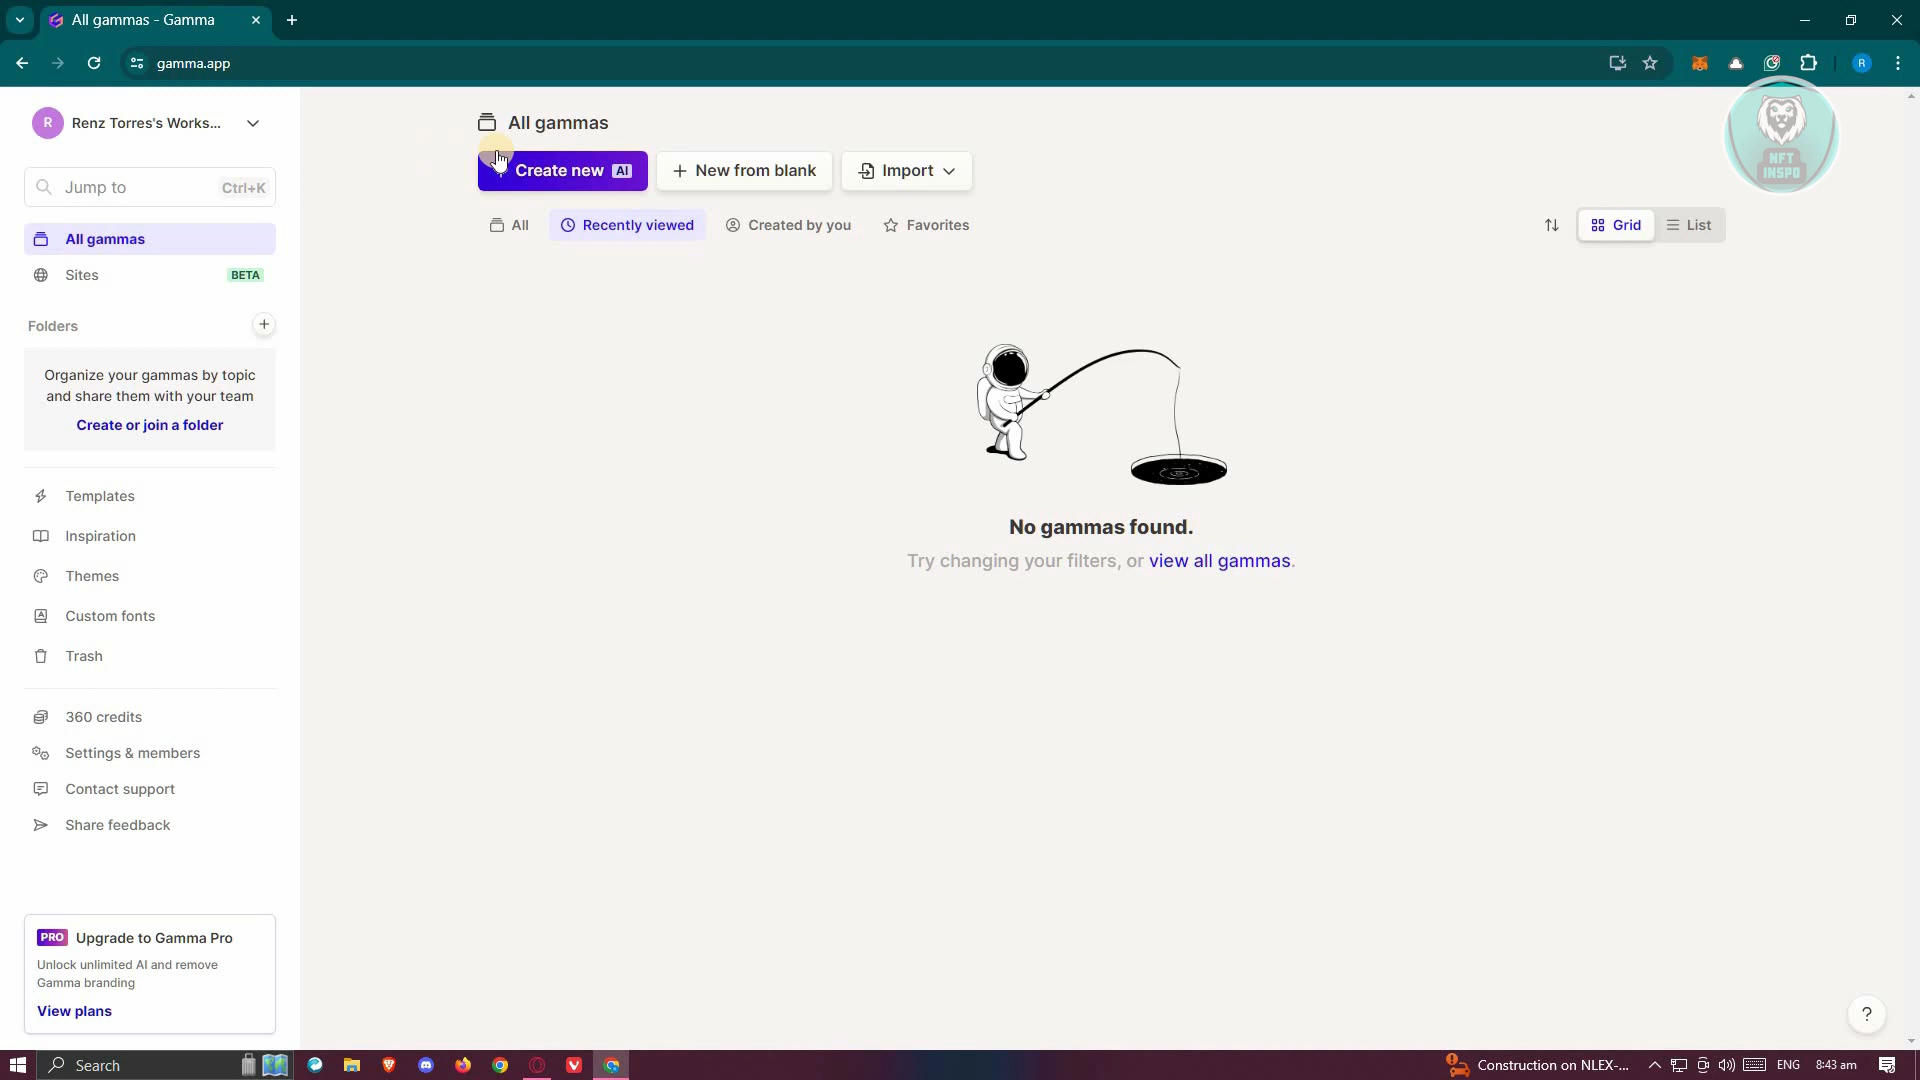 All gammas - Gamma
gamma.app
R
R
Renz Torres's Works...
All gammas
NFT
INSPO
Create new AI
New from blank
Import
Jump to
Ctrl+K
All
Recently viewed
Created by you
Favorites
Grid
List
All gammas
Sites
BETA
Folders
Organize your gammas by topic
and share them with your team
Create or join a folder
Templates
Inspiration
No gammas found.
Try changing your filters, or view all gammas.
Themes
Custom fonts
Trash
360 credits
Settings & members
Contact support
Share feedback
PRO Upgrade to Gamma Pro
Unlock unlimited AI and remove
Gamma branding
View plans
?
Search
Construction on NLEX-...
ENG
8:43 am